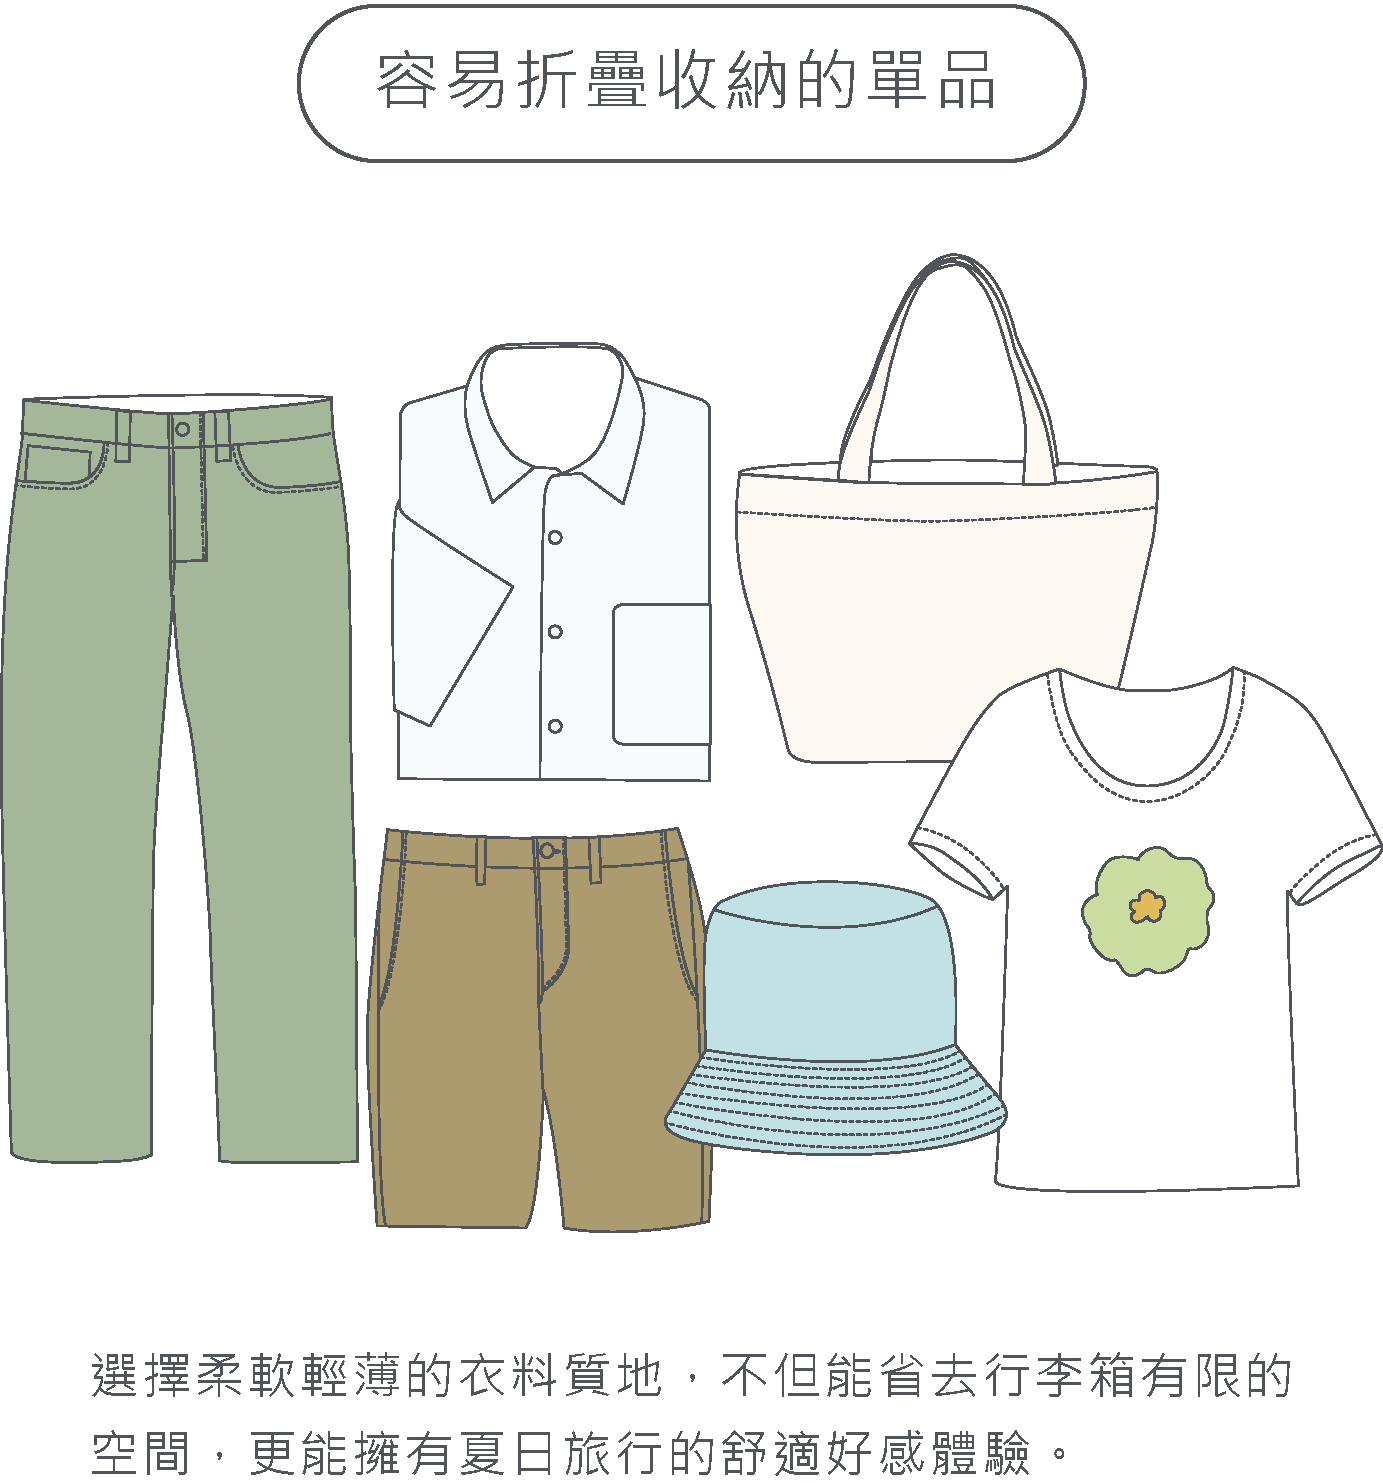 容易折疊收納的單品
選擇柔軟輕薄的衣料質地，不但能省去行李箱有限的
空間，更能擁有夏日旅行的舒適好感體驗。